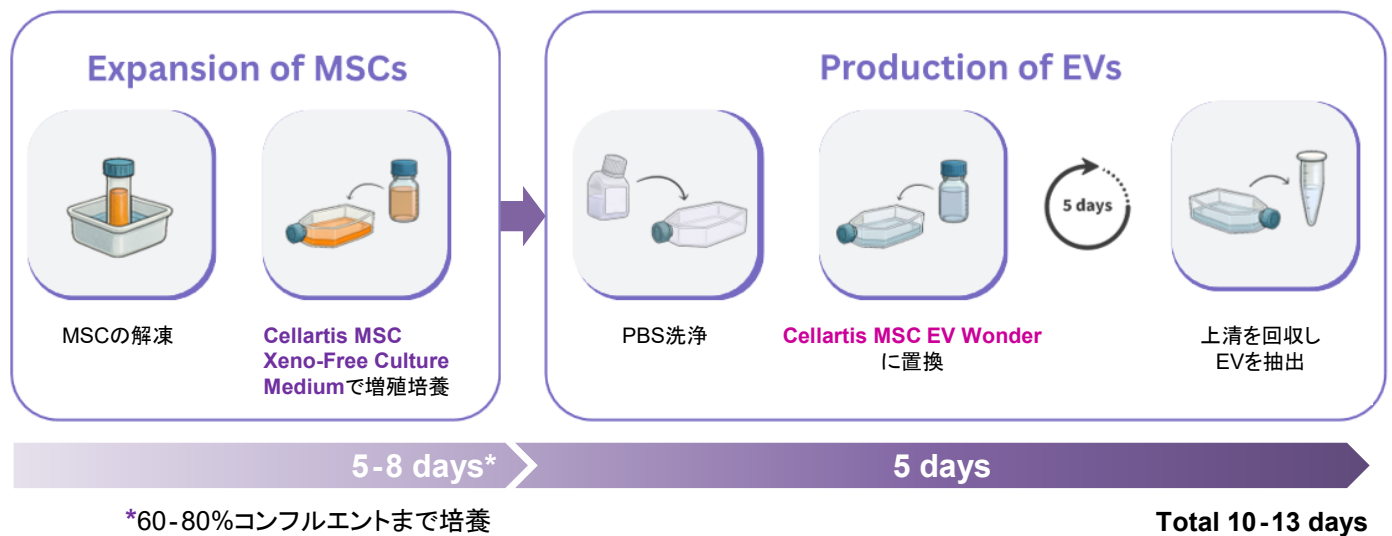 Expansion of MSCs
MSCの解凍
Cellartis MSC
Xeno-Free Culture
Mediumで増殖培養
Production of EVs
PBS洗浄
Cellartis MSC EV Wonder
に置換
5 days
上清を回収し
EVを抽出
5-8 days*
5 days
*60-80%コンフルエントまで培養
Total 10-13 days